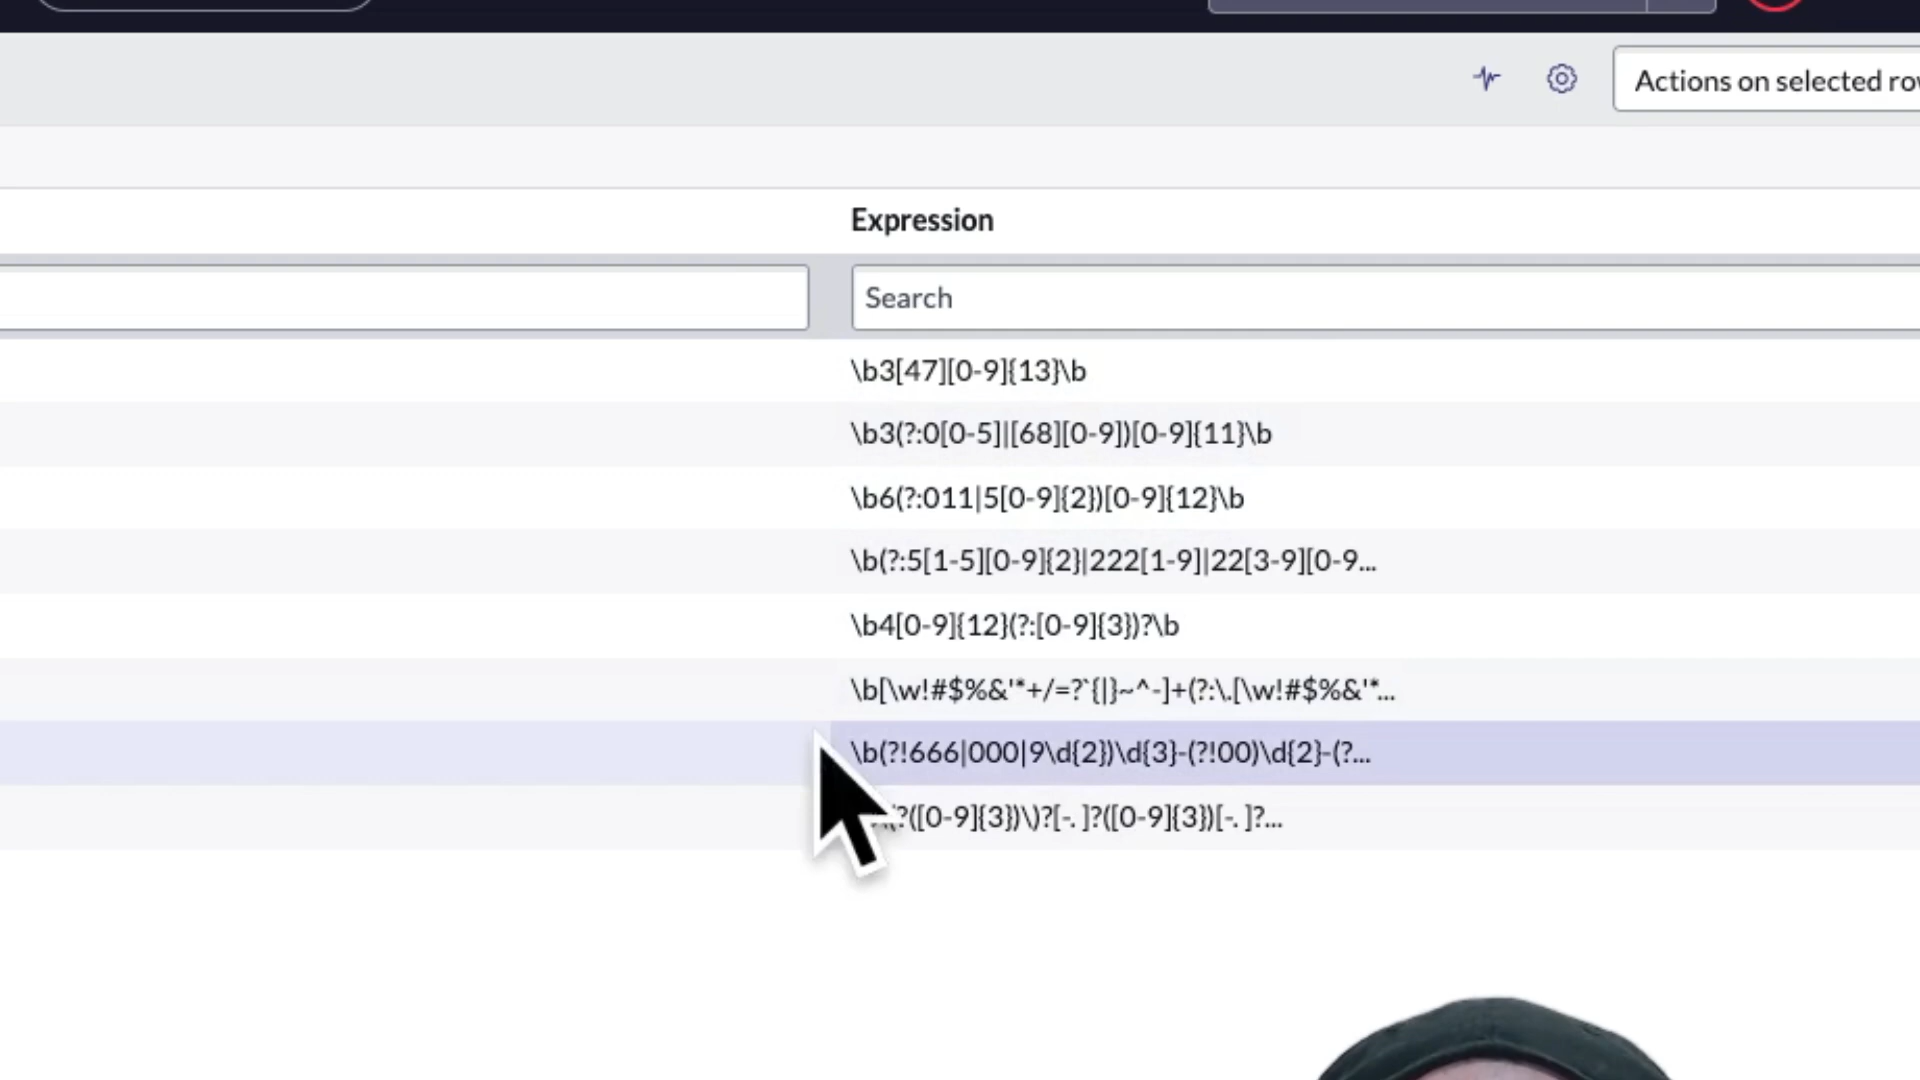 Actions on selected ro
Expression
Search
\b3[47][0-9]{13}\b
\b3(?:0[0-5]|[68][0-9])[0-9]{11}\b
\b6(?:011|5[0-9]{2})[0-9]{12}\b
\b(?:5[1-5][0-9]{2}|222[1-9]|22[3-9][0-9...
\b4[0-9]{12}(?:[0-9]{3})?\b
\b[\w!#$%&'*+/=?`{|}~^-]+(?:\.[\w!#$%&'*...
\b(?!666|000|9\d{2})\d{3}-(?!00)\d{2}-(?...
?([0-9]{3})\)?[-. ]?([0-9]{3})[-. ]?...